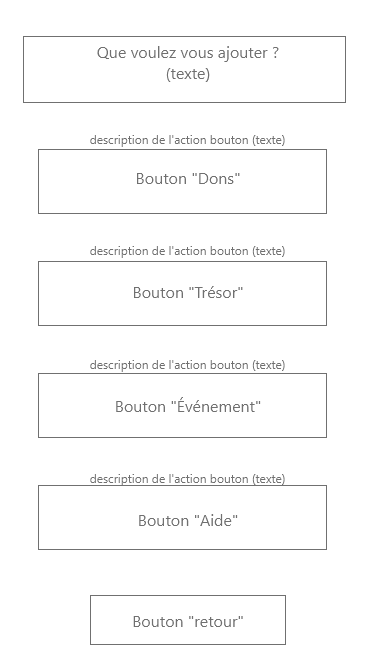 Que voulez vous ajouter ?
(texte)
description de l'action bouton (texte)
Bouton "Dons"
description de l'action bouton (texte)
Bouton "Trésor"
description de l'action bouton (texte)
Bouton "Événement"
description de l'action bouton (texte)
Bouton "Aide"
Bouton "retour"